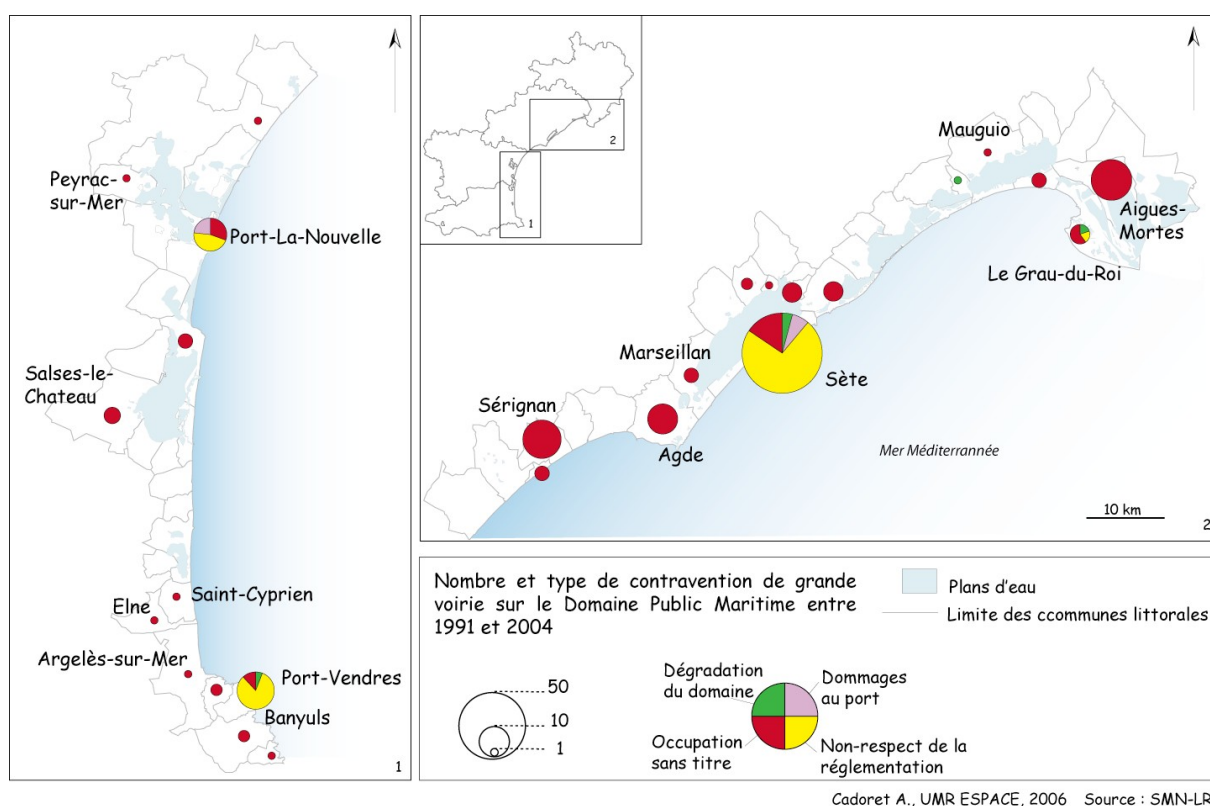 Peyrac-
sur-Mer
Port-La-Nouvelle
Salses-le-
Chateau
Saint-Cyprien
Elne
Argelès-sur-Mer
Port-Vendres
Banyuls
1
2
1
Mauguio
Aigues-
Mortes
Le Grau-du-Roi
Marseillan
Sète
Sérignan
Agde
Mer Méditerrannée
10 km
2
Nombre et type de contravention de grande
voirie sur le Domaine Public Maritime entre
1991 et 2004
Plans d'eau
Limite des ccommunes littorales
50
10
1
Dégradation
du domaine
Dommages
au port
Occupation
sans titre
Non-respect de la
réglementation
Cadoret A., UMR ESPACE, 2006 Source : SMN-LR